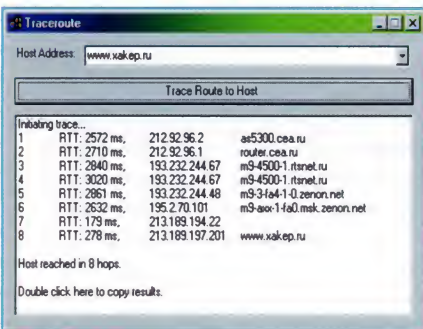 Traceroute
Host Address: www.xakep.ru
Trace Route to Host
Initiating trace...
1 RTT: 2572 ms, 212.92.96.2 as5300.cea.ru
2 RTT: 2710 ms, 212.92.96.1 router.cea.ru
3 RTT: 2840 ms, 193.232.244.67 m9-4500-1.rtsnet.ru
4 RTT: 3020 ms, 193.232.244.67 m9-4500-1.rtsnet.ru
5 RTT: 2861 ms, 193.232.244.48 m9-3-fa4-1-0.zenon.net
6 RTT: 2632 ms, 195.2.70.101 m9-axx-1-fa0.msk.zenon.net
7 RTT: 179 ms, 213.189.194.22
8 RTT: 278 ms, 213.189.197.201 www.xakep.ru
Host reached in 8 hops.
Double click here to copy results.